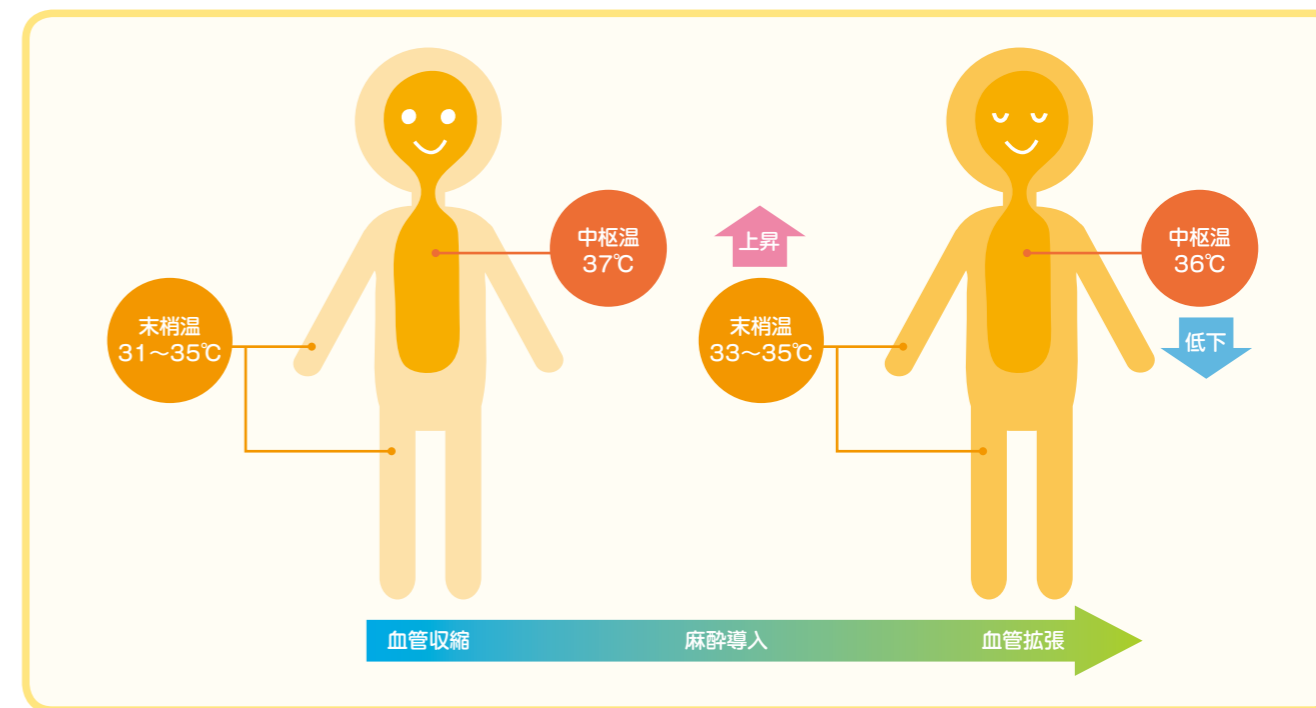 中枢温
37℃
末梢温
31〜35℃
上昇
末梢温
33〜35℃
中枢温
36℃
低下
血管収縮
麻酔導入
血管拡張